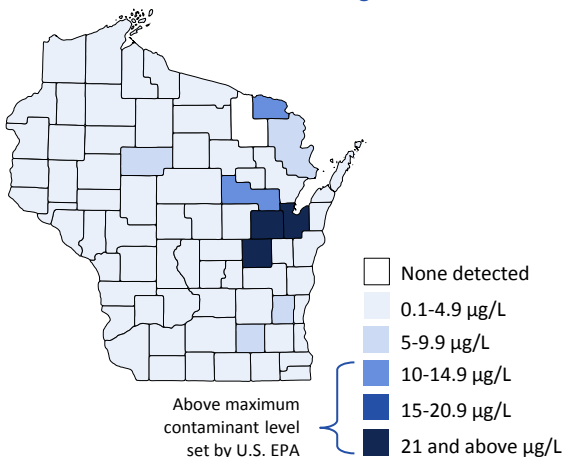 None detected
0.1-4.9 µg/L
5-9.9 µg/L
10-14.9 µg/L
15-20.9 µg/L
21 and above µg/L
Above maximum
contaminant level
set by U.S. EPA